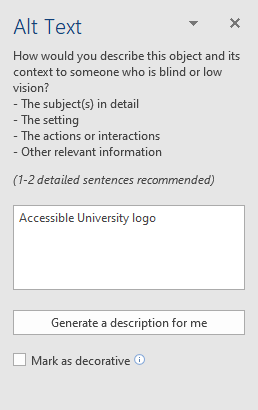 Alt Text
How would you describe this object and its
context to someone who is blind or low
vision?
- The subject(s) in detail
- The setting
- The actions or interactions
- Other relevant information
(1-2 detailed sentences recommended)
Accessible University logo
Generate a description for me
Mark as decorative